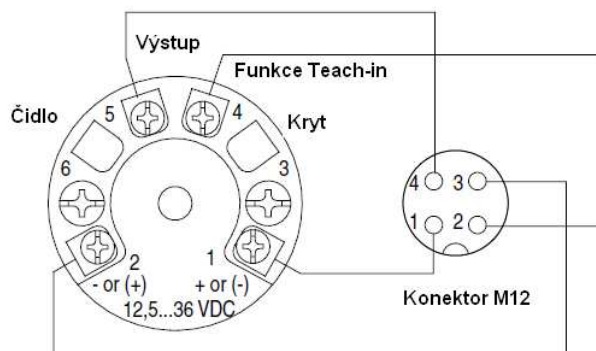 Výstup
Funkce Teach-in
Čidlo
5
4
Kryt
6
3
4
3
1
2
2
1
- or (+)
+ or (-)
12,5...36 VDC
Konektor M12